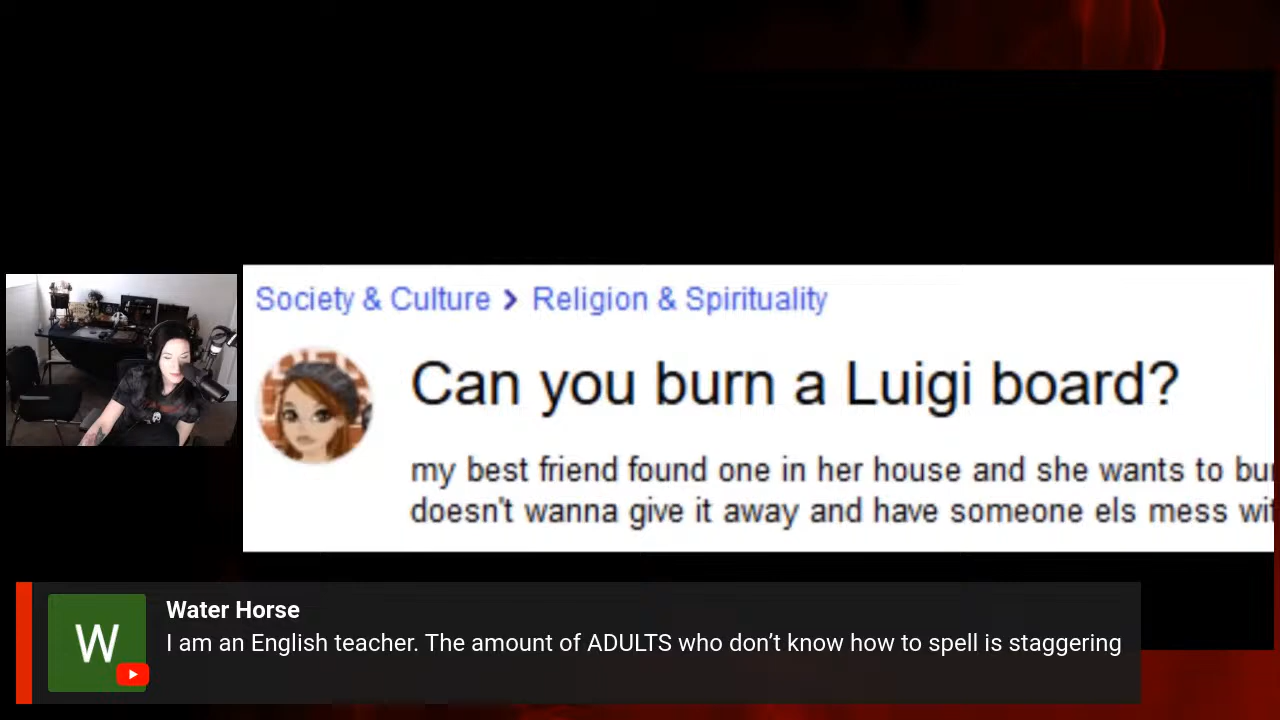 Society & Culture > Religion & Spirituality
Can you burn a Luigi board?
my best friend found one in her house and she wants to bu
doesn't wanna give it away and have someone els mess wi
W
Water Horse
I am an English teacher. The amount of ADULTS who don’t know how to spell is staggering